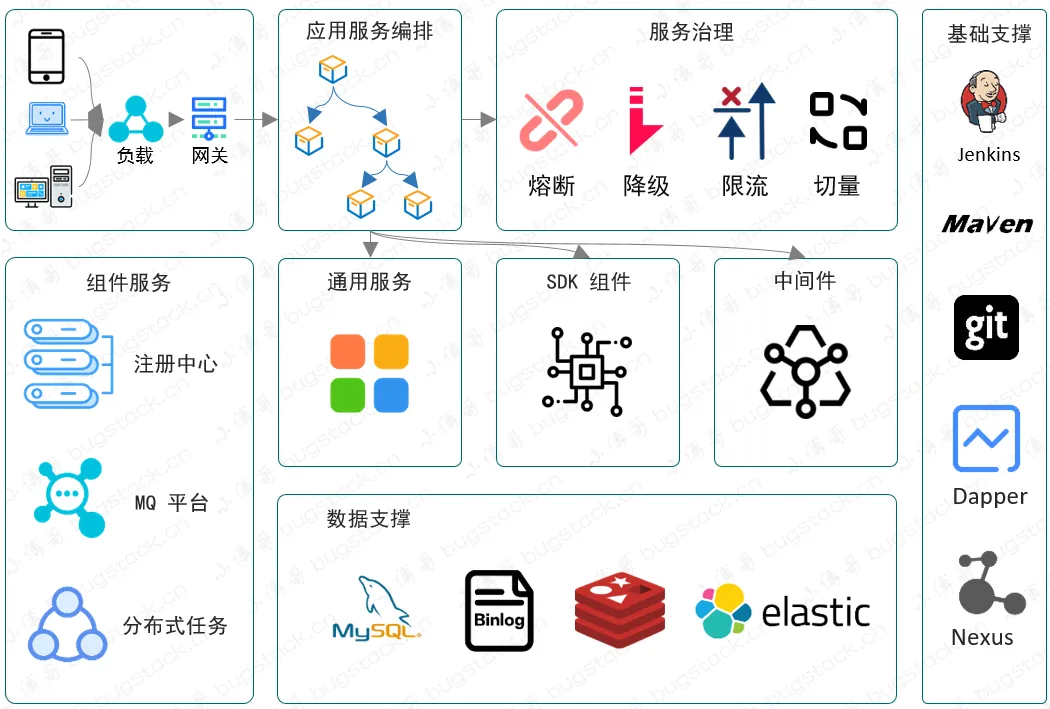 负载
网关
应用服务编排
服务治理
熔断
降级
限流
切量
基础支撑
Jenkins
Maven
git
Dapper
Nexus
组件服务
注册中心
MQ 平台
分布式任务
通用服务
SDK 组件
中间件
数据支撑
MySQL
Binlog
elastic
小傅哥 bugstack.cn